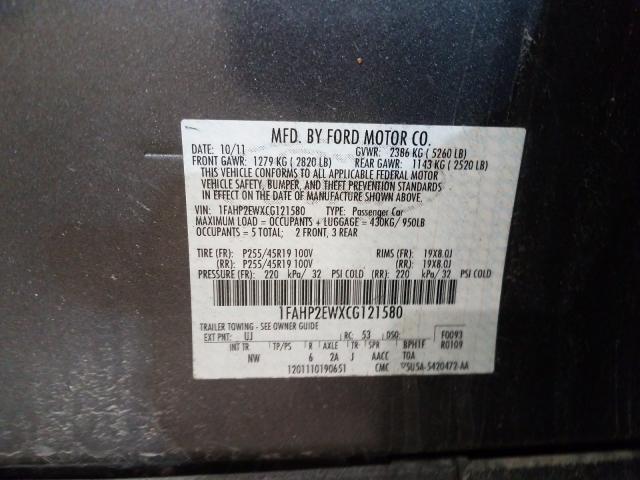 MFD. BY FORD MOTOR CO.
DATE: 10/11 GVWR: 2386 KG ( 5260 LB)
FRONT GAWR: 1279 KG ( 2820 LB) REAR GAWR: 1143 KG ( 2520 LB)
THIS VEHICLE CONFORMS TO ALL APPLICABLE FEDERAL MOTOR
VEHICLE SAFETY, BUMPER, AND THEFT PREVENTION STANDARDS
IN EFFECT ON THE DATE OF MANUFACTURE SHOWN ABOVE.
VIN: 1FAHP2EWXCG121580 TYPE: Passenger Car
MAXIMUM LOAD = OCCUPANTS + LUGGAGE = 430KG/ 950LB
OCCUPANTS = 5 TOTAL; 2 FRONT, 3 REAR
TIRE (FR): P255/45R19 100V RIMS (FR): 19X8.0J
(RR): P255/45R19 100V (RR): 19X8.0J
PRESSURE (FR): 220 kPa/ 32 PSI COLD (RR): 220 kPa/ 32 PSI COLD
1FAHP2EWXCG121580
TRAILER TOWING - SEE OWNER GUIDE
EXT PNT: UJ RC: 53 DSO: F0093
INT TR TP/PS R AXLE TR SPR BPH1F R0109
NW 6 2A J AACC TOA
1201110190651 CMC 5U5A-5420472-AA